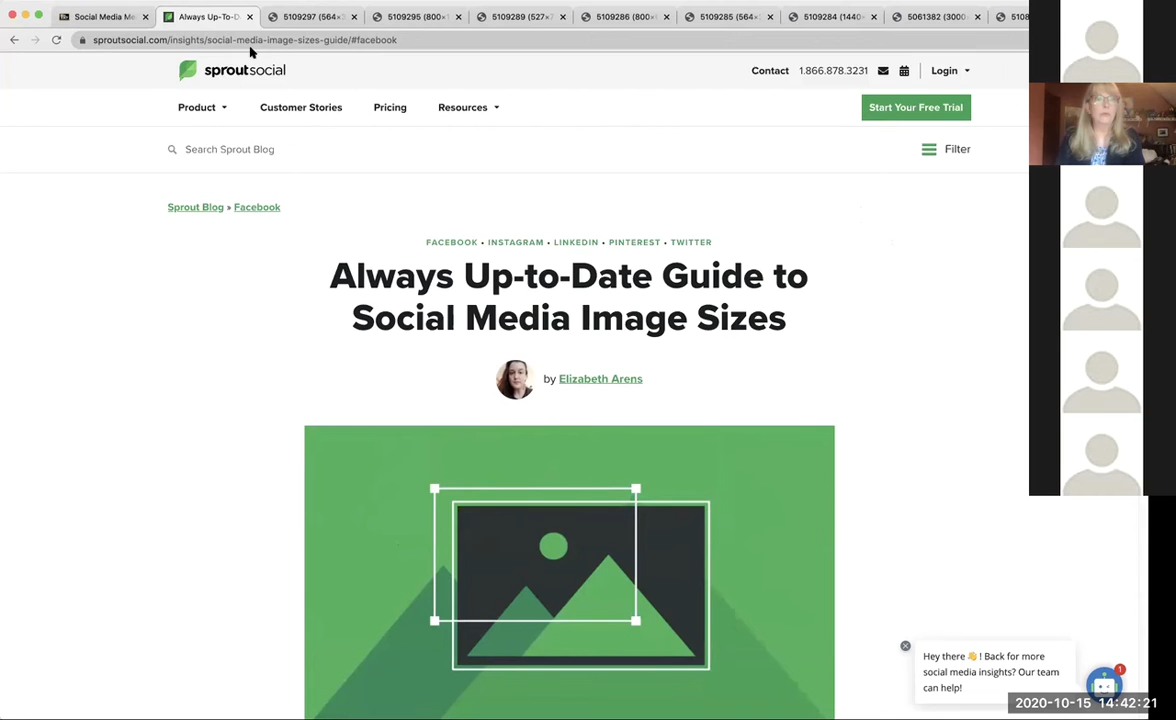 Social Media Me
Always Up-To-D
5109297 (564×
5109295 (800×
5109289 (527×
5109286 (800×
5109285 (564×
5109284 (1440×
5061382 (3000
5108
sproutsocial.com/insights/social-media-image-sizes-guide/#facebook
sproutsocial
Contact 1.866.878.3231 Login
Product Customer Stories Pricing Resources Start Your Free Trial
Search Sprout Blog Filter
Sprout Blog » Facebook
FACEBOOK • INSTAGRAM • LINKEDIN • PINTEREST • TWITTER
Always Up-to-Date Guide to
Social Media Image Sizes
by Elizabeth Arens
Hey there 👋 ! Back for more
social media insights? Our team
can help!
1
2020-10-15 14:42:21